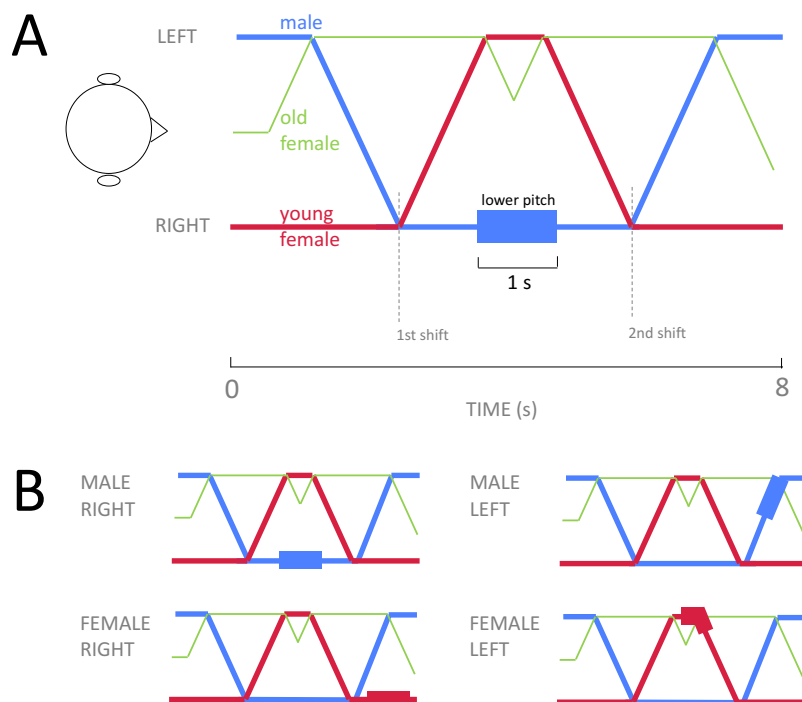 A
male
LEFT
old
female
lower pitch
young
RIGHT
female
1 s
1st shift
2nd shift
0
8
TIME (s)
B
MALE
RIGHT
MALE
LEFT
FEMALE
RIGHT
FEMALE
LEFT